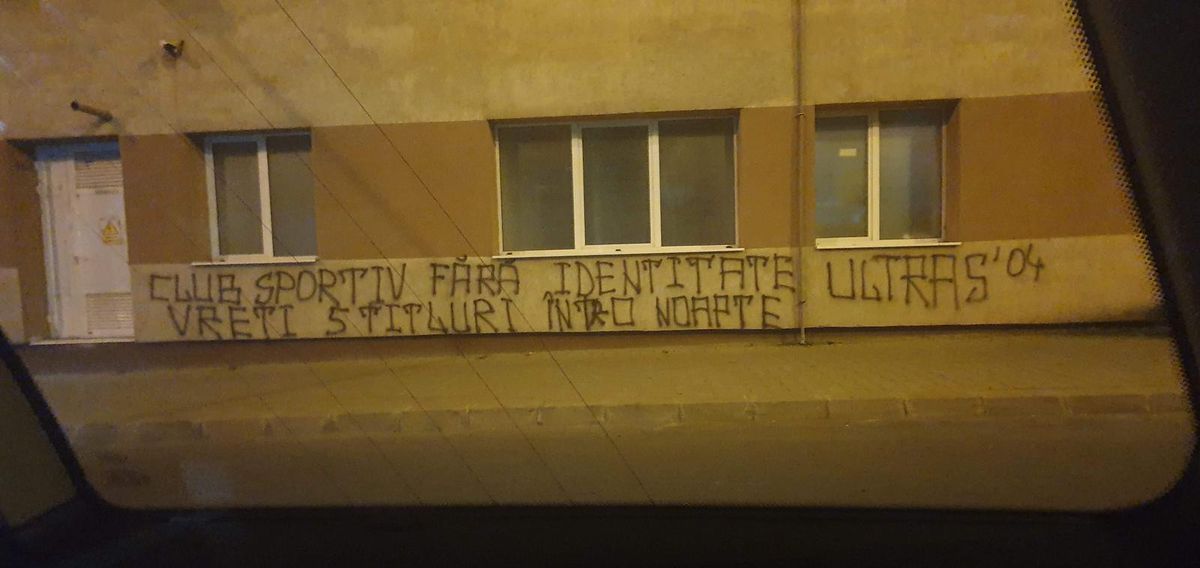 CLUB SPORTIV FĂRĂ IDENTITATE ULTRAS '04
VREȚI 5 TITLURI ÎNTR-O NOAPTE